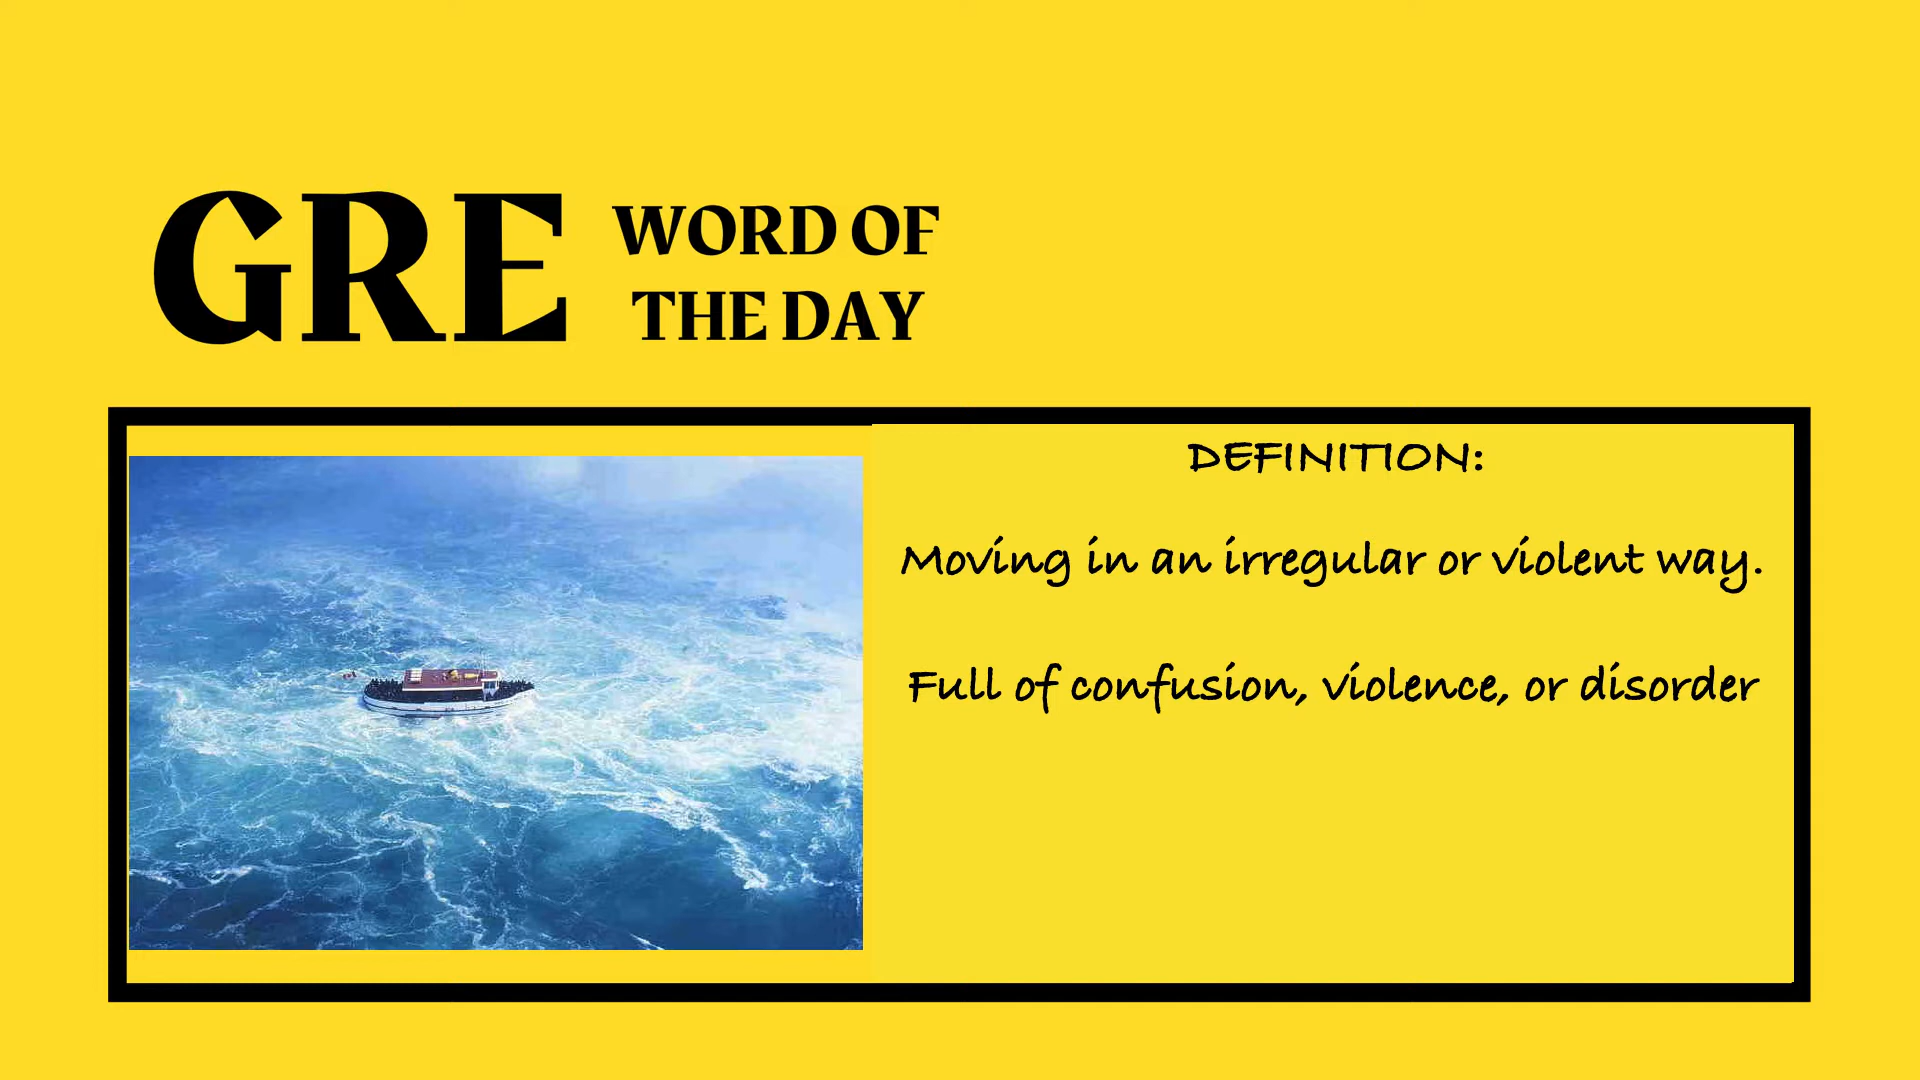 GRE
WORD OF
THE DAY
DEFINITION:
Moving in an irregular or violent way.
Full of confusion, violence, or disorder